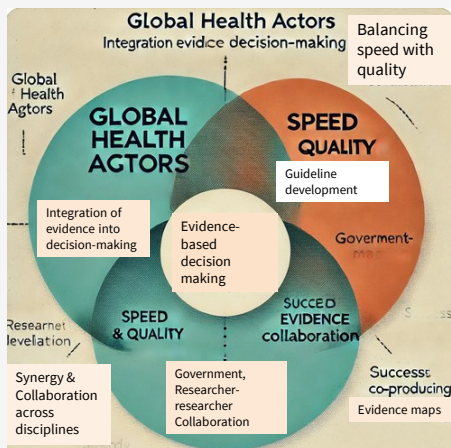 Global Health Actors
Integration evidice decision-making
Balancing
speed with
quality
Global
Health
Agtors
GLOBAL
HEALTH
AGTORS
SPEED
QUALITY
Guideline
development
Integration of
evidence into
decision-making
Evidence-
based
decision
making
Goverment-
SPEED
& QUALITY
SUCCED
EVIDENCE
collaboration
Researnet
levellation
Synergy &
Collaboration
across
disciplines
Government,
Researcher-
researcher
Collaboration
Successt
co-producing
Evidence maps